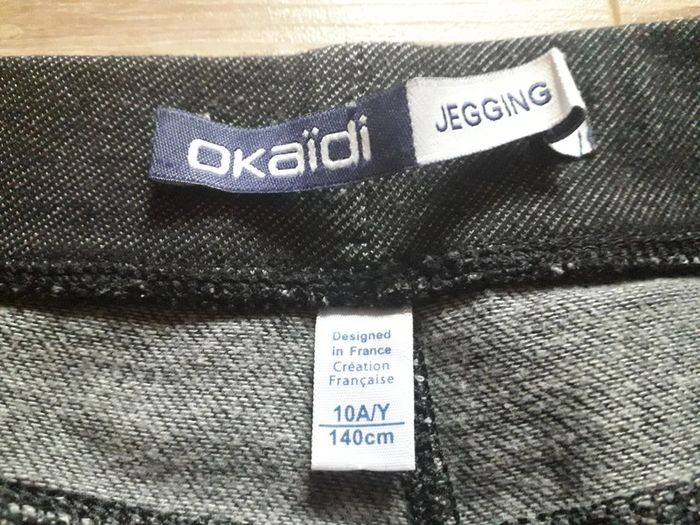 OKaïdi
JEGGING
Designed
in France
Création
Française
10A/Y
140cm